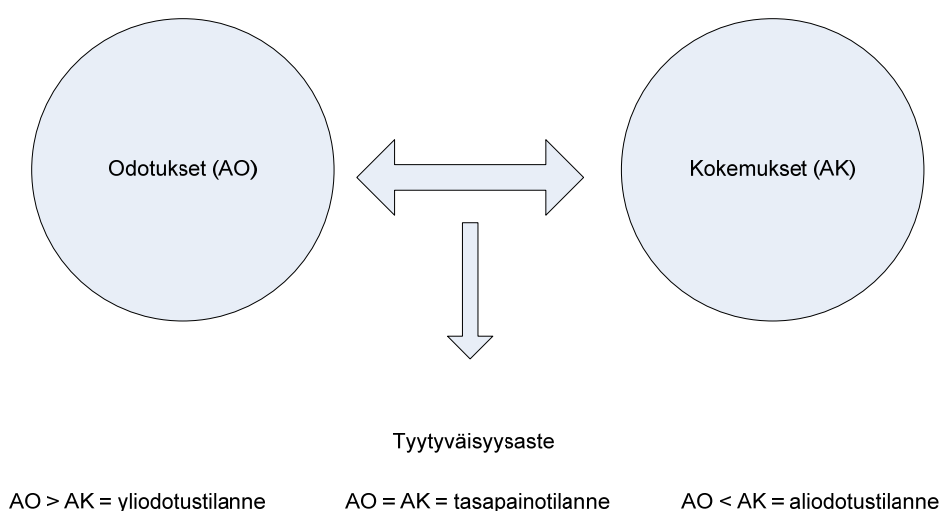 Odotukset (AO)
Kokemukset (AK)
Tyytyväisyysaste
AO > AK = yliodotustilanne
AO = AK = tasapainotilanne
AO < AK = aliodotustilanne